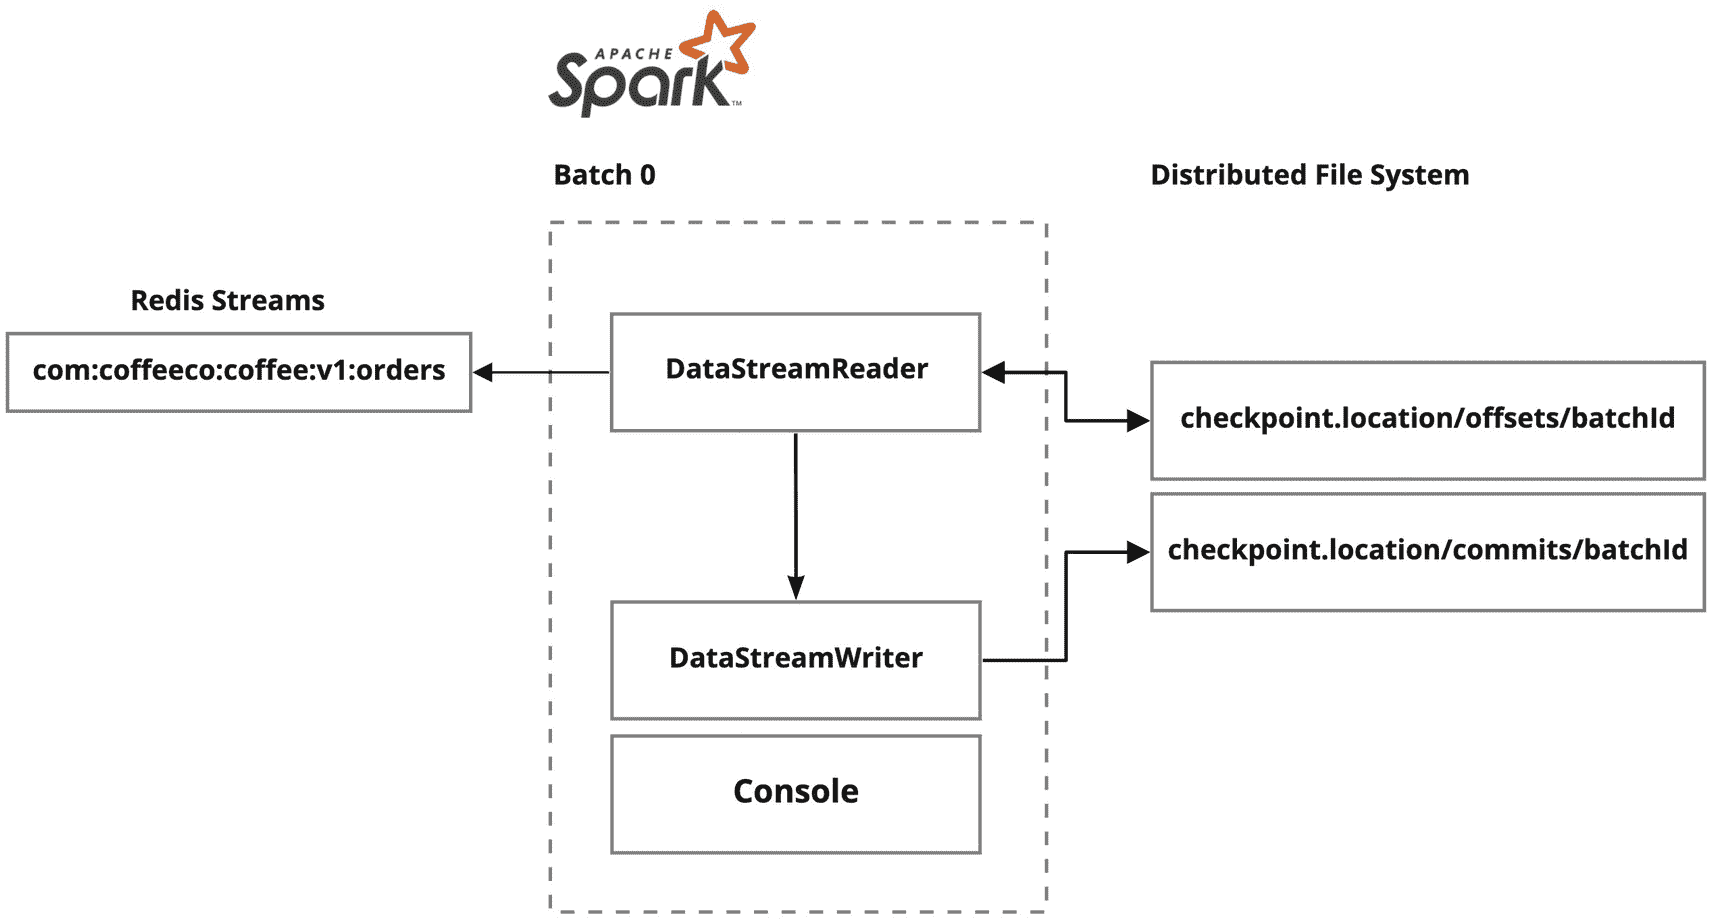 APACHE
Spark™
Batch 0
Distributed File System
Redis Streams
com:coffeeco:coffee:v1:orders
DataStreamReader
checkpoint.location/offsets/batchId
checkpoint.location/commits/batchId
DataStreamWriter
Console